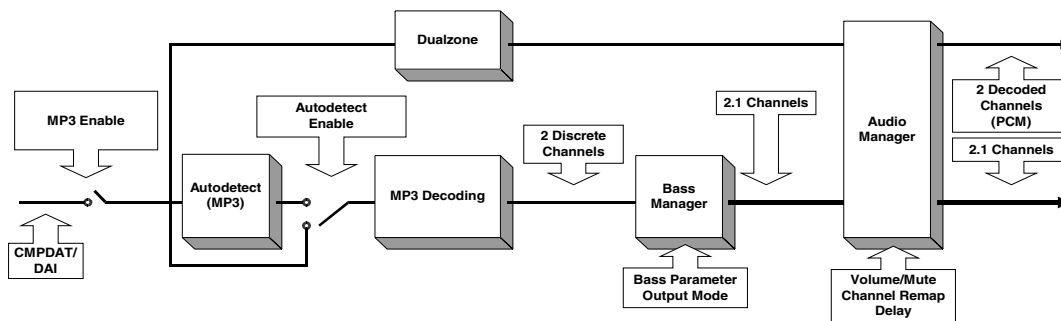 Dualzone
MP3 Enable
Autodetect
Enable
2 Discrete
Channels
2.1 Channels
Audio
Manager
2 Decoded
Channels
(PCM)
2.1 Channels
Autodetect
(MP3)
MP3 Decoding
Bass
Manager
CMPDAT/
DAI
Bass Parameter
Output Mode
Volume/Mute
Channel Remap
Delay